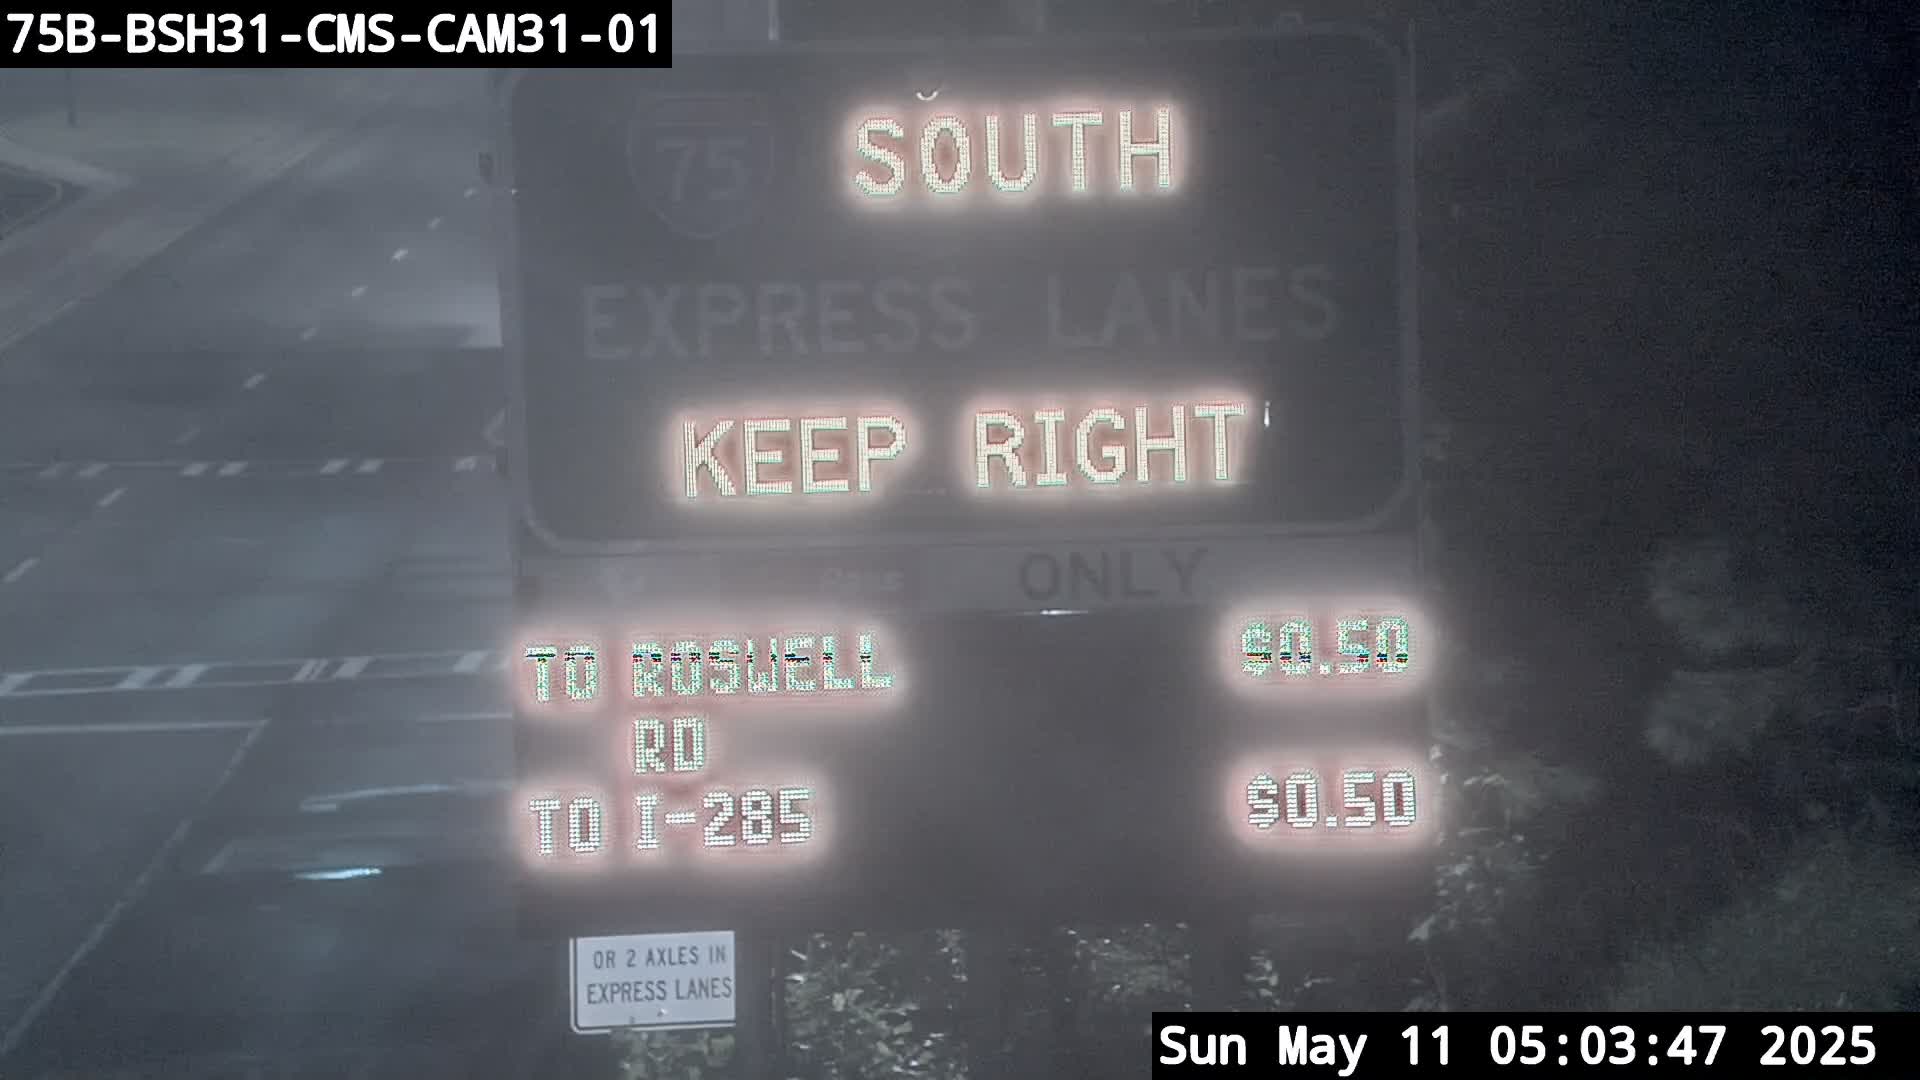 75B-BSH31-CMS-CAM31-01
75 SOUTH
EXPRESS LANES
KEEP RIGHT
ONLY
TO ROSWELL $0.50
RD
TO I-285 $0.50
OR 2 AXLES IN
EXPRESS LANES
Sun May 11 05:03:47 2025